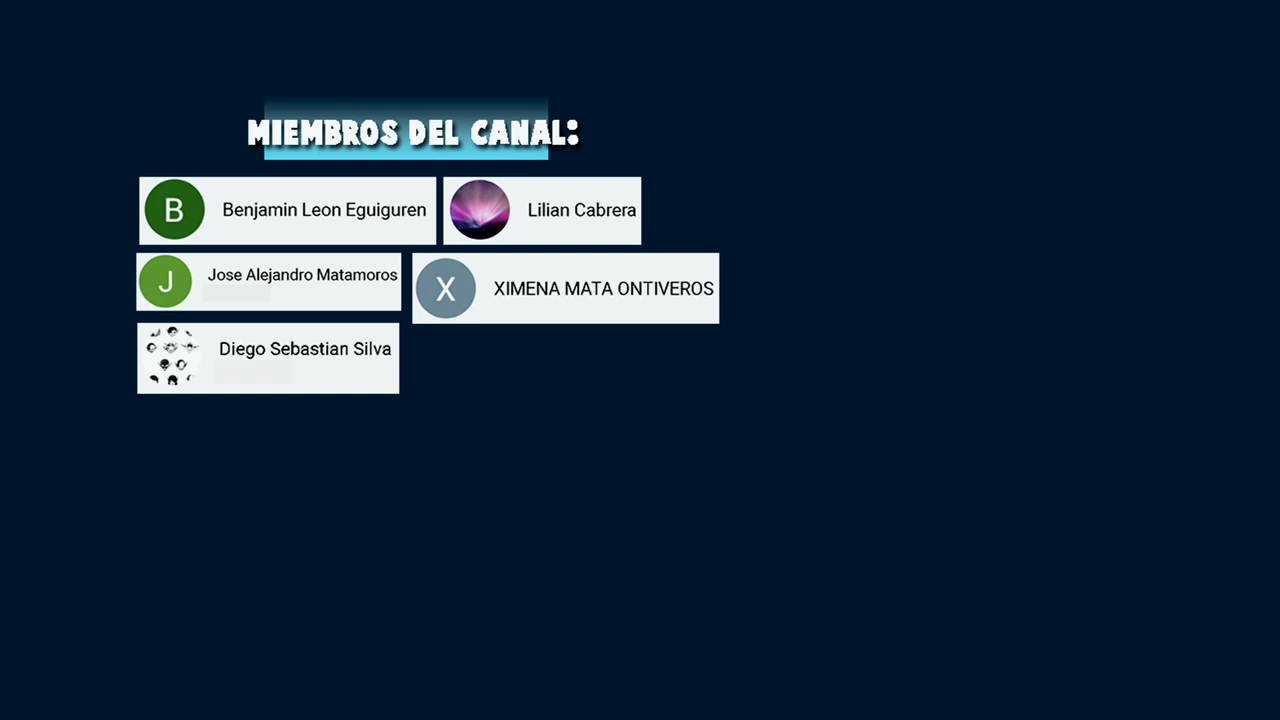 MIEMBROS DEL CANAL:
B Benjamin Leon Eguiguren
Lilian Cabrera
J Jose Alejandro Matamoros
X XIMENA MATA ONTIVEROS
Diego Sebastian Silva